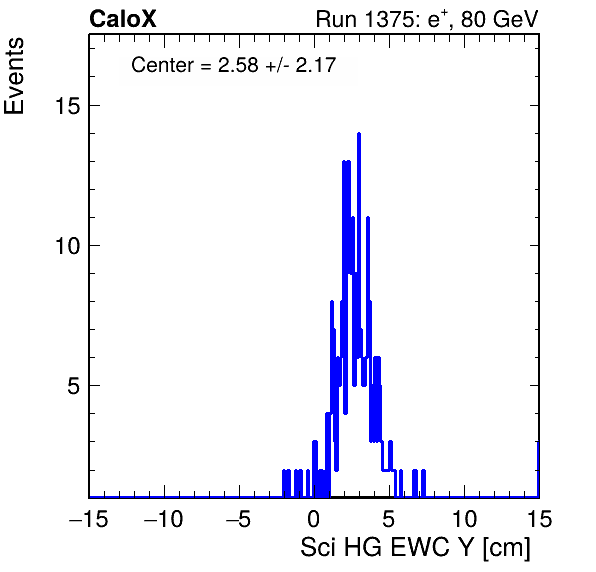 CaloX
Run 1375: e⁺, 80 GeV
Events
Center = 2.58 +/- 2.17
15
10
5
−15 −10 −5 0 5 10 15
Sci HG EWC Y [cm]